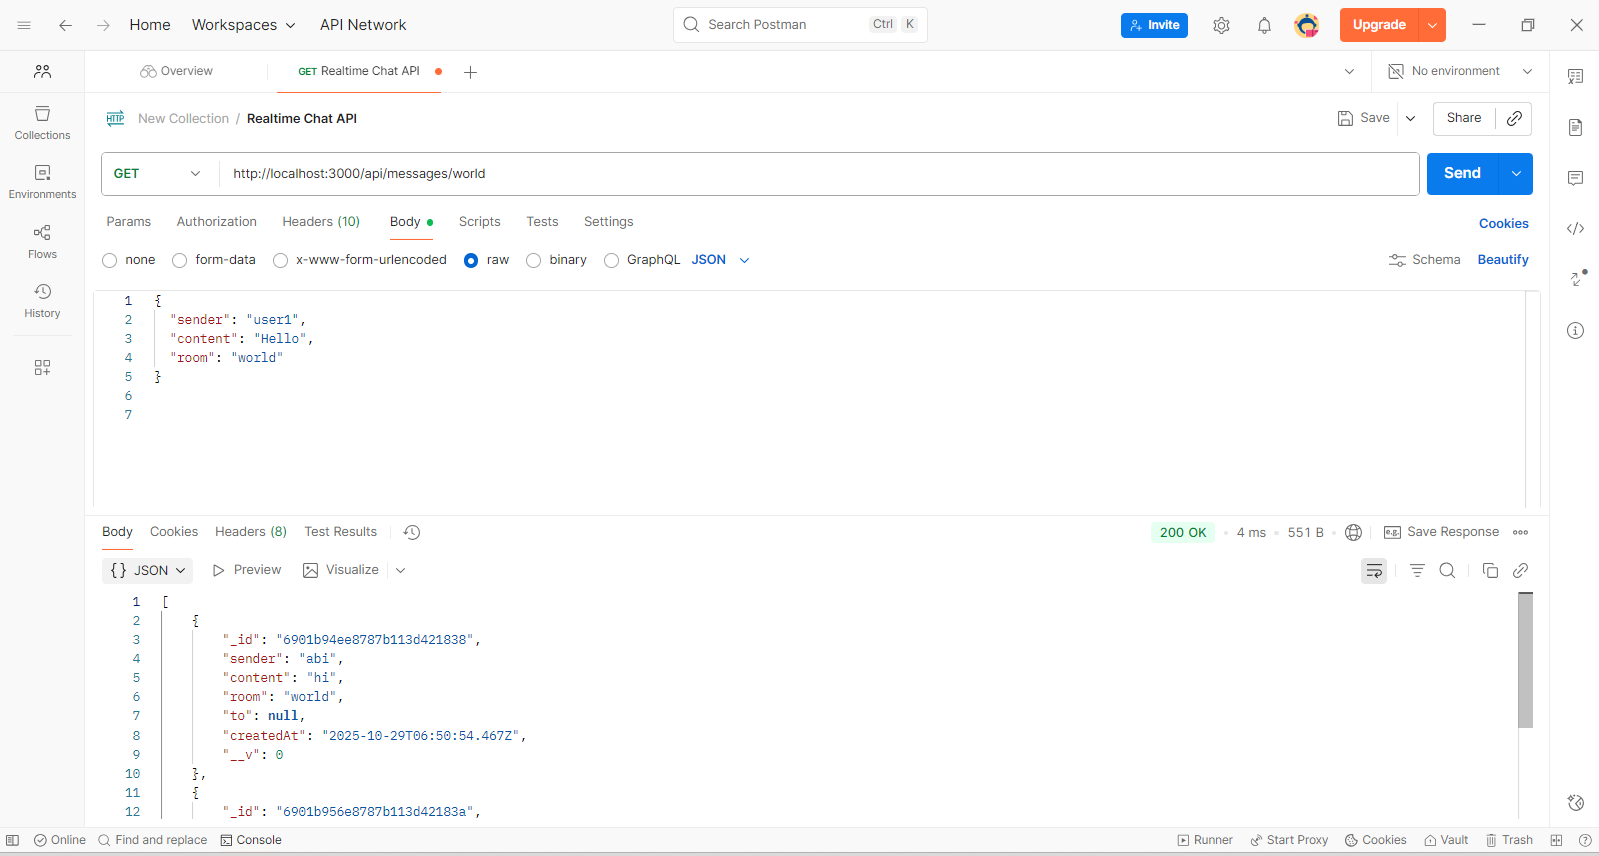 Home Workspaces API Network Search Postman Ctrl K Invite Upgrade
Overview GET Realtime Chat API No environment
HTTP New Collection / Realtime Chat API Save Share
GET http://localhost:3000/api/messages/world Send
Params Authorization Headers (10) Body Scripts Tests Settings Cookies
none form-data x-www-form-urlencoded raw binary GraphQL JSON Schema Beautify
Collections
Environments
Flows
History
1 {
2 "sender": "user1",
3 "content": "Hello",
4 "room": "world"
5 }
6
7
Body Cookies Headers (8) Test Results 200 OK 4 ms 551 B e.g. Save Response
{} JSON Preview Visualize
1 [
2 {
3 "_id": "6901b94ee8787b113d421838",
4 "sender": "abi",
5 "content": "hi",
6 "room": "world",
7 "to": null,
8 "createdAt": "2025-10-29T06:50:54.467Z",
9 "__v": 0
10 },
11 {
12 "_id": "6901b956e8787b113d42183a",
Online Find and replace Console Runner Start Proxy Cookies Vault Trash